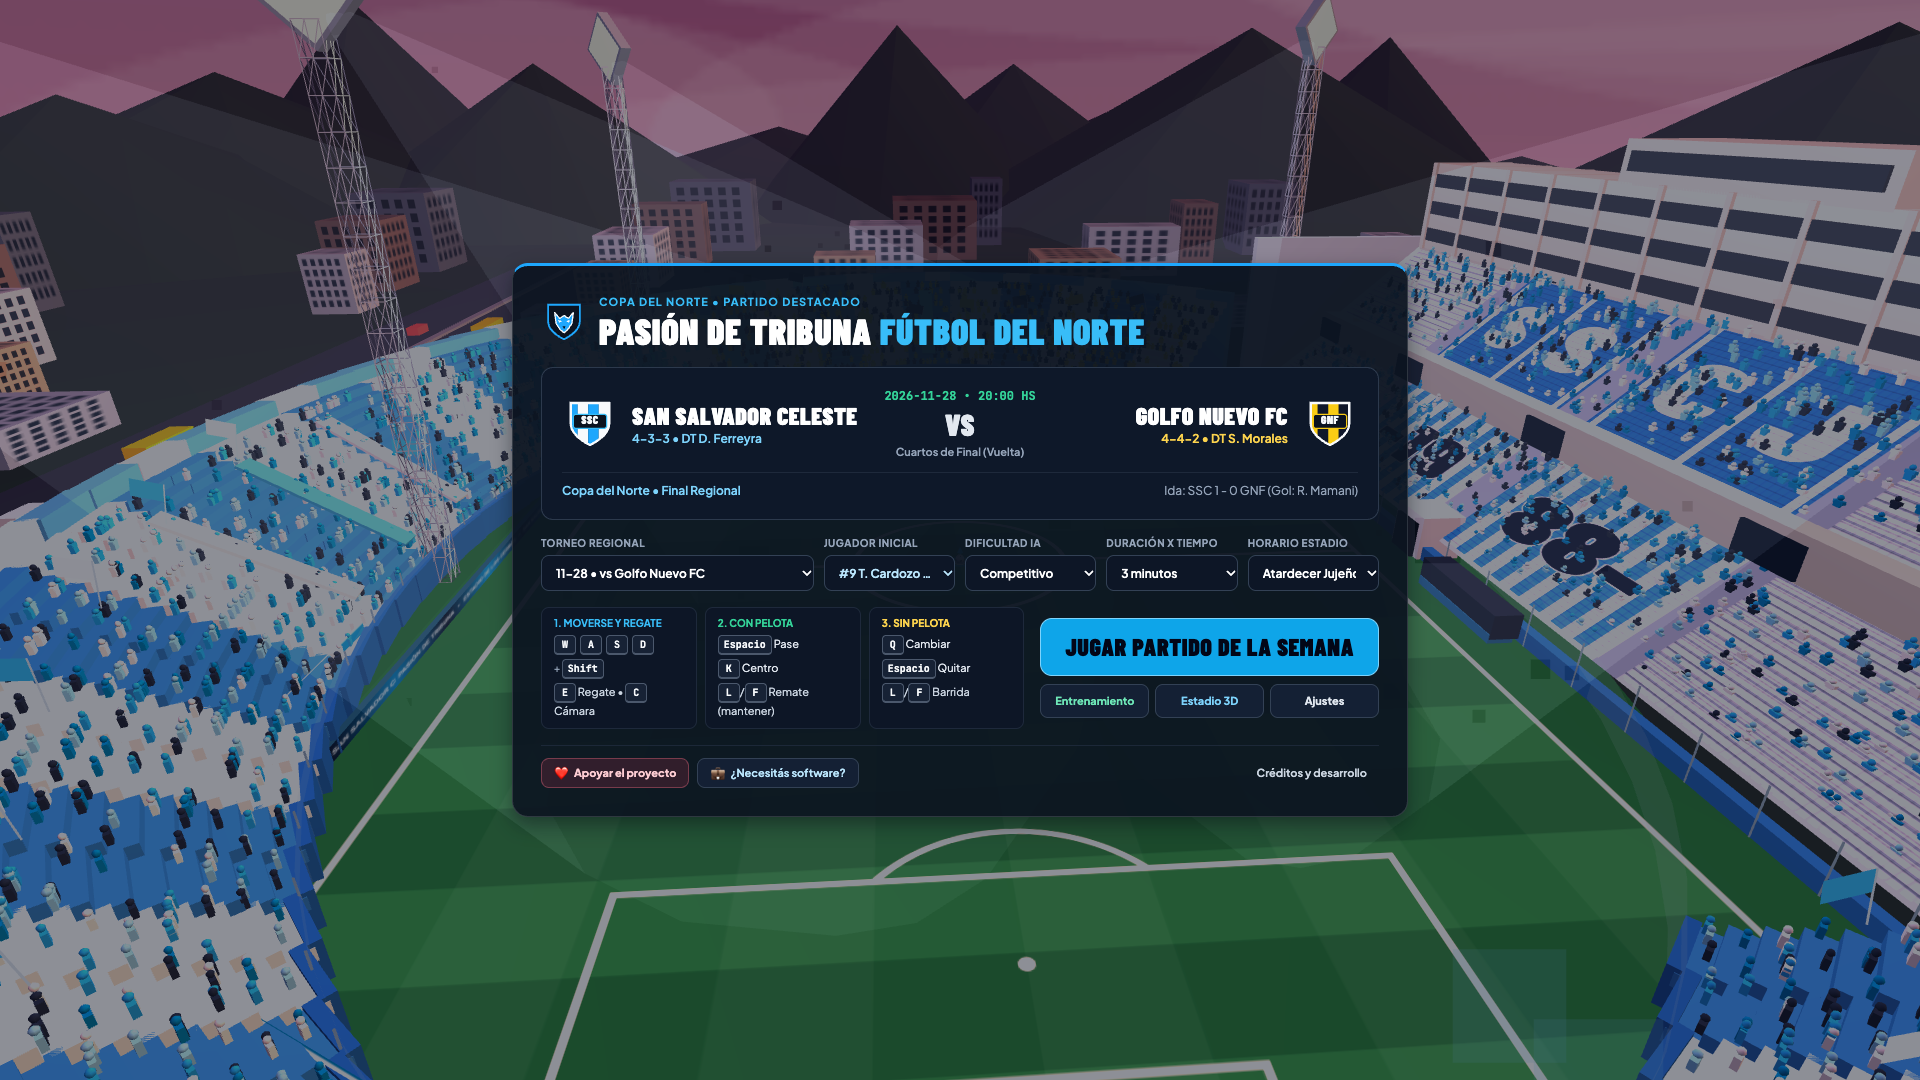 COPA DEL NORTE • PARTIDO DESTACADO
PASIÓN DE TRIBUNA FÚTBOL DEL NORTE
2026-11-28 • 20:00 HS
SSC
SAN SALVADOR CELESTE
4-3-3 • DT D. Ferreyra
VS
Cuartos de Final (Vuelta)
GOLFO NUEVO FC
4-4-2 • DT S. Morales
GNF
Copa del Norte • Final Regional
Ida: SSC 1 - 0 GNF (Gol: R. Mamani)
TORNEO REGIONAL
11-28 • vs Golfo Nuevo FC
JUGADOR INICIAL
#9 T. Cardozo ...
DIFICULTAD IA
Competitivo
DURACIÓN X TIEMPO
3 minutos
HORARIO ESTADIO
Atardecer Jujeñc
1. MOVERSE Y REGATE
W A S D
+ Shift
E Regate • C
Cámara
2. CON PELOTA
Espacio Pase
K Centro
L / F Remate
(mantener)
3. SIN PELOTA
Q Cambiar
Espacio Quitar
L / F Barrida
JUGAR PARTIDO DE LA SEMANA
Entrenamiento
Estadio 3D
Ajustes
Apoyar el proyecto
¿Necesitás software?
Créditos y desarrollo